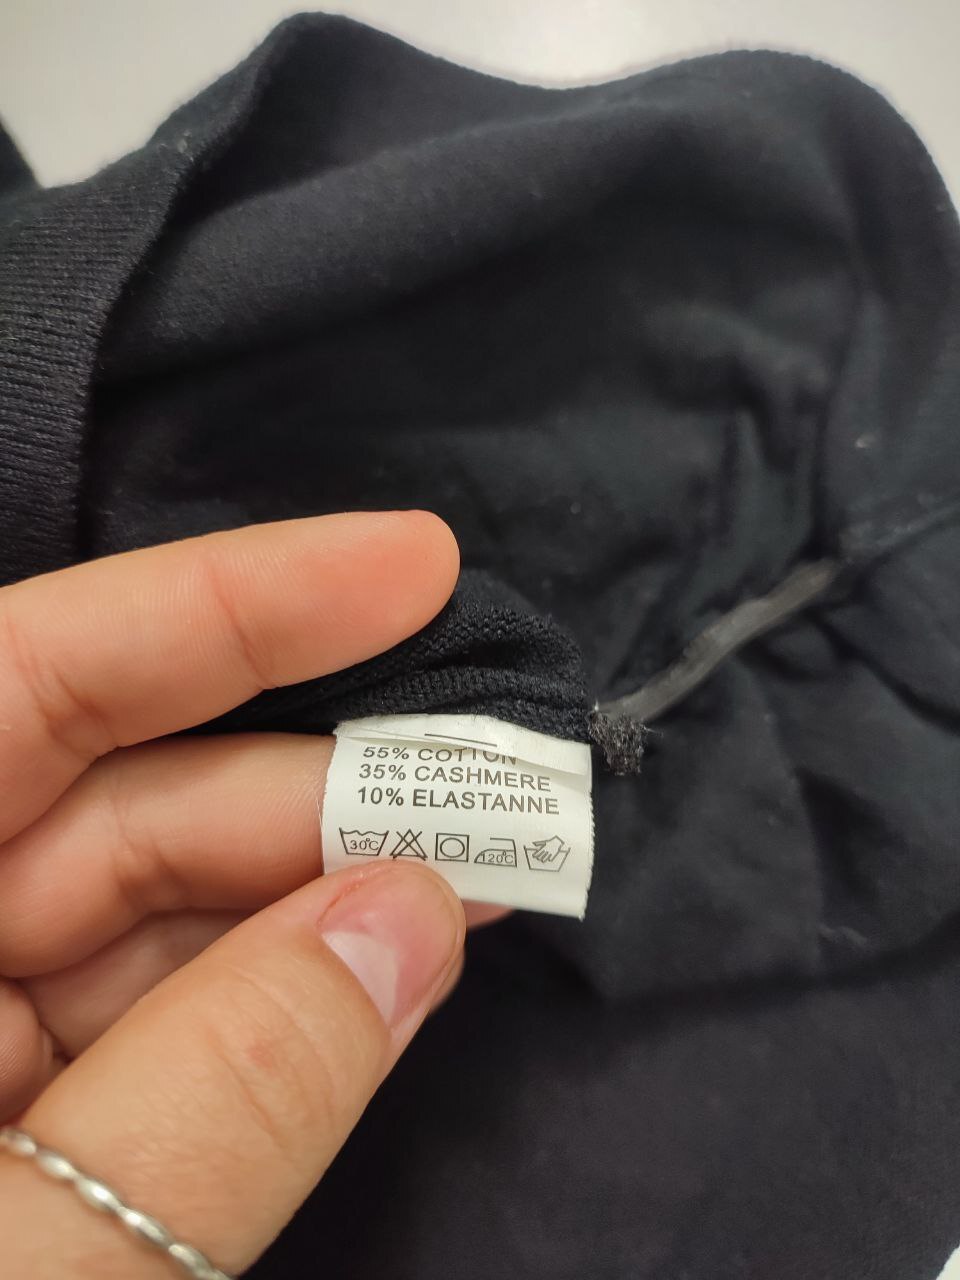 55% COTTON
35% CASHMERE
10% ELASTANNE
30°C
120°C